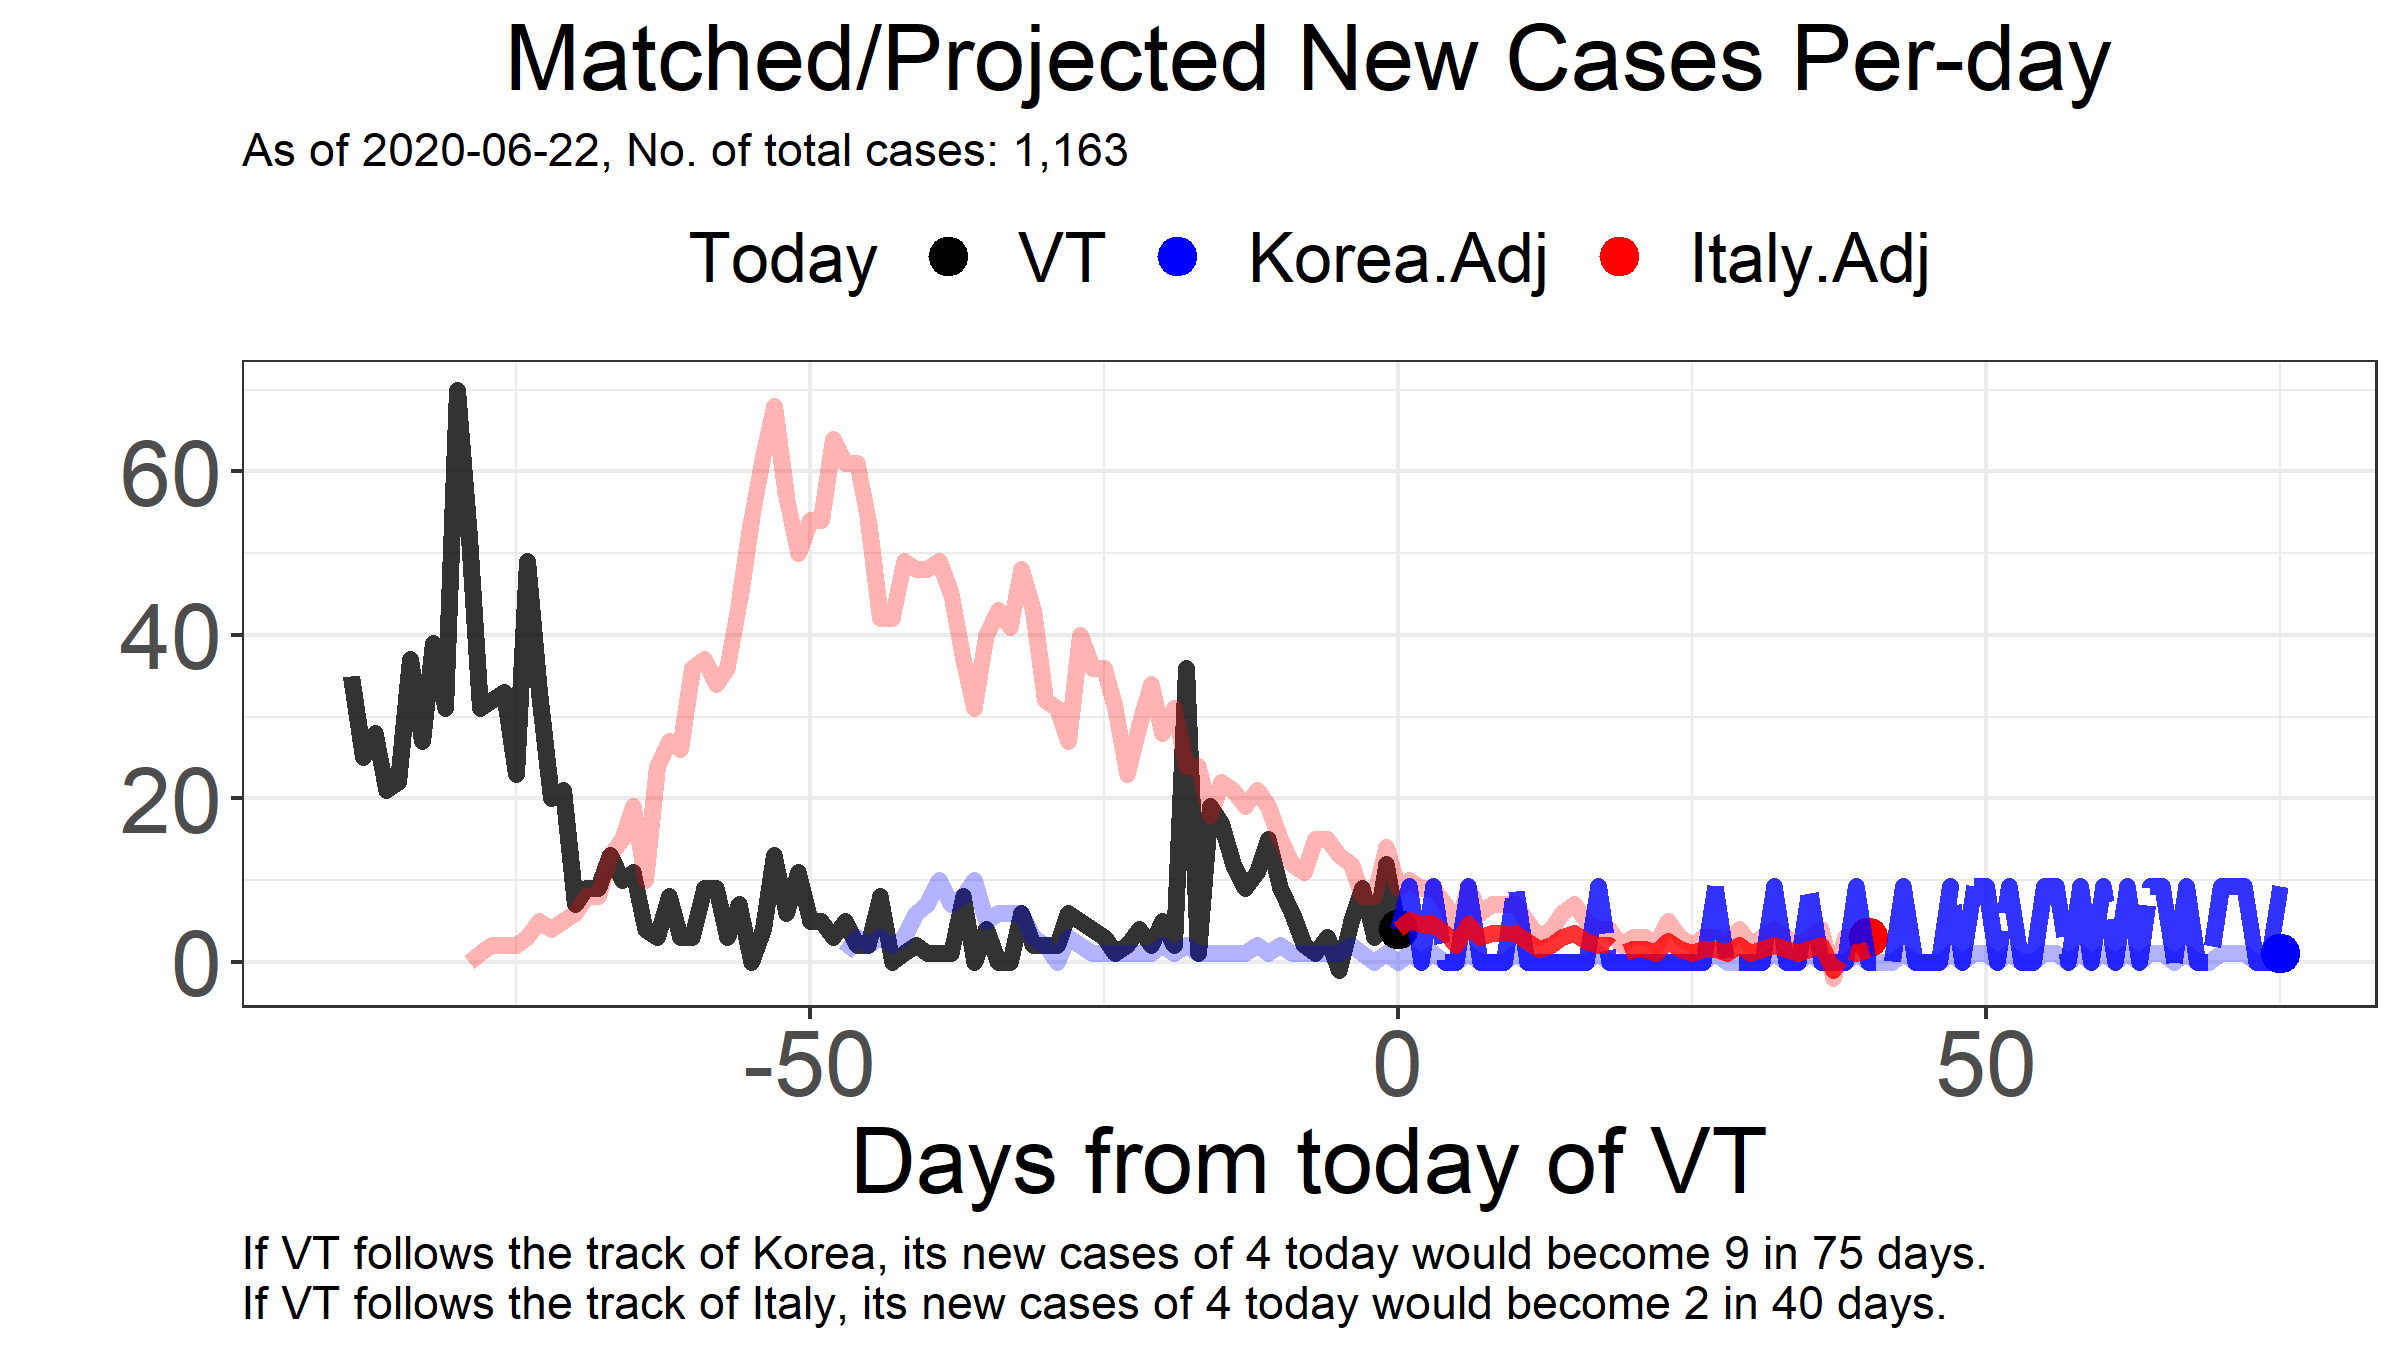 Matched/Projected New Cases Per-day
As of 2020-06-22, No. of total cases: 1,163
Today VT Korea.Adj Italy.Adj
60
40
20
0
-50 0 50
Days from today of VT
If VT follows the track of Korea, its new cases of 4 today would become 9 in 75 days.
If VT follows the track of Italy, its new cases of 4 today would become 2 in 40 days.